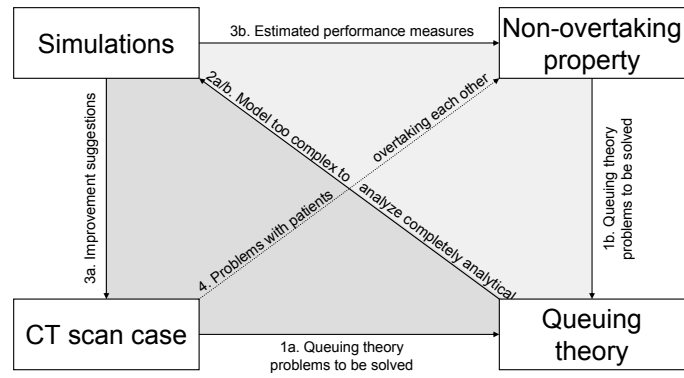 Simulations
3b. Estimated performance measures
Non-overtaking
property
2a/b. Model too complex to
analyze completely analytical
4. Problems with patients
overtaking each other
3a. Improvement suggestions
1b. Queuing theory
problems to be solved
CT scan case
1a. Queuing theory
problems to be solved
Queuing
theory